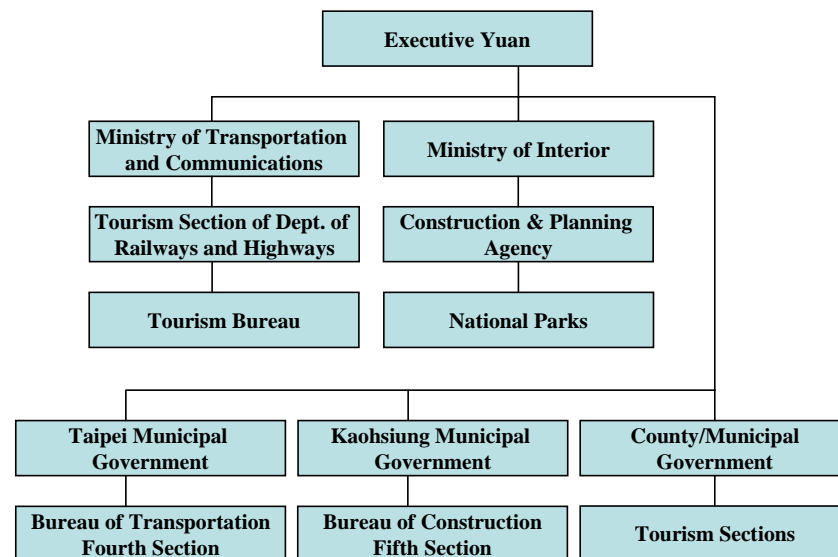 Executive Yuan
Ministry of Transportation
and Communications
Ministry of Interior
Tourism Section of Dept. of
Railways and Highways
Construction & Planning
Agency
Tourism Bureau
National Parks
Taipei Municipal
Government
Kaohsiung Municipal
Government
County/Municipal
Government
Bureau of Transportation
Fourth Section
Bureau of Construction
Fifth Section
Tourism Sections